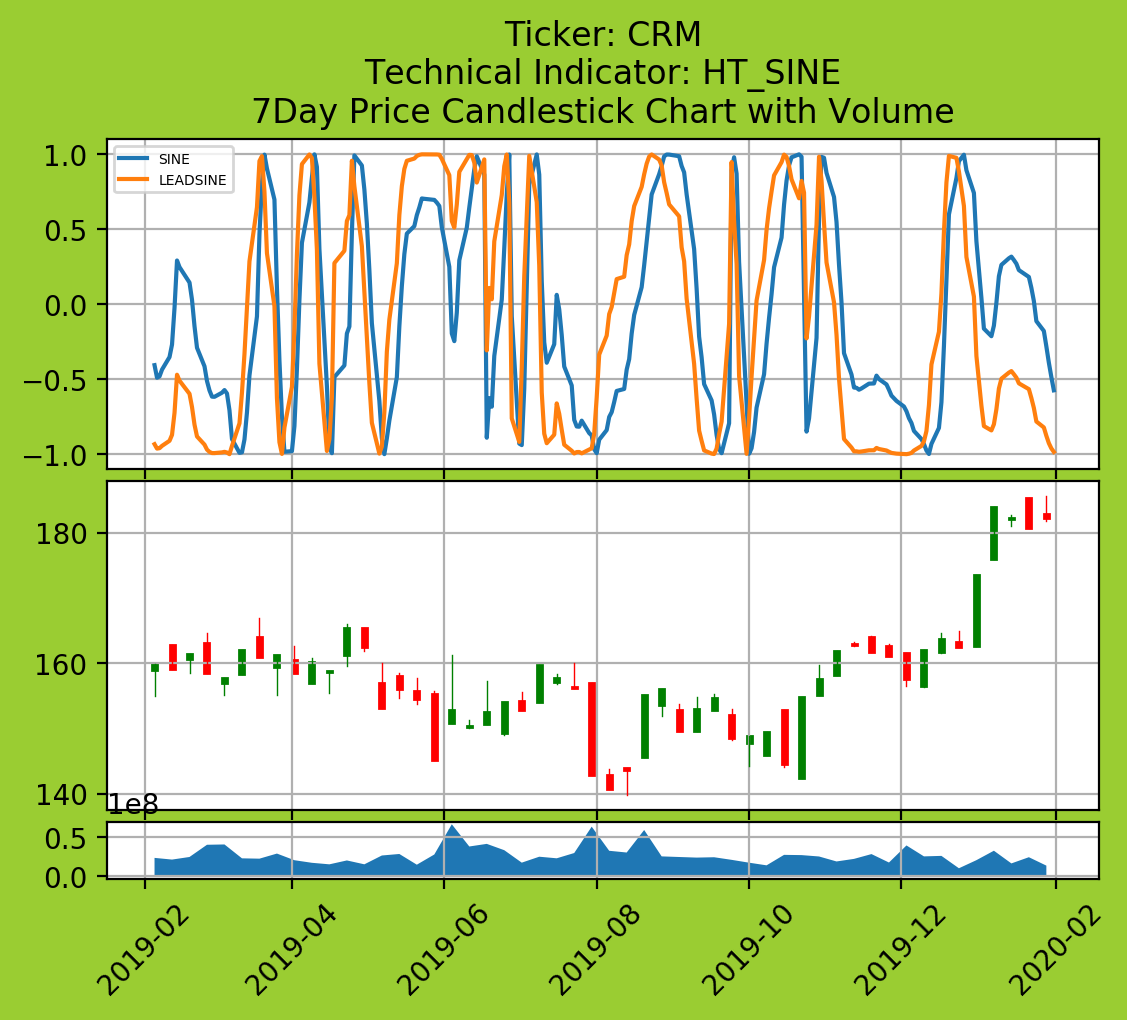 Ticker: CRM
Technical Indicator: HT_SINE
7Day Price Candlestick Chart with Volume
1.0
0.5
0.0
−0.5
−1.0
SINE
LEADSINE
180
160
140
1e8
0.5
0.0
2019-02
2019-04
2019-06
2019-08
2019-10
2019-12
2020-02